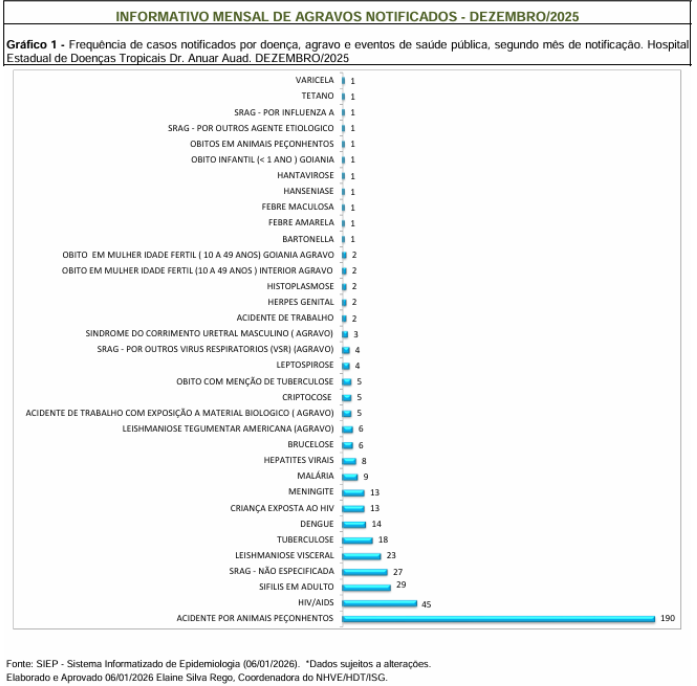 INFORMATIVO MENSAL DE AGRAVOS NOTIFICADOS - DEZEMBRO/2025
Gráfico 1 - Frequência de casos notificados por doença, agravo e eventos de saúde pública, segundo mês de notificação. Hospital
Estadual de Doenças Tropicais Dr. Anuar Auad. DEZEMBRO/2025
VARICELA 1
TETANO 1
SRAG - POR INFLUENZA A 1
SRAG - POR OUTROS AGENTE ETIOLOGICO 1
OBITOS EM ANIMAIS PEÇONHENTOS 1
OBITO INFANTIL (< 1 ANO ) GOIANIA 1
HANTAVIROSE 1
HANSENIASE 1
FEBRE MACULOSA 1
FEBRE AMARELA 1
BARTONELLA 1
OBITO EM MULHER IDADE FERTIL ( 10 A 49 ANOS) GOIANIA AGRAVO 2
OBITO EM MULHER IDADE FERTIL (10 A 49 ANOS ) INTERIOR AGRAVO 2
HISTOPLASMOSE 2
HERPES GENITAL 2
ACIDENTE DE TRABALHO 2
SINDROME DO CORRIMENTO URETRAL MASCULINO ( AGRAVO) 3
SRAG - POR OUTROS VIRUS RESPIRATORIOS (VSR) (AGRAVO) 4
LEPTOSPIROSE 4
OBITO COM MENÇÃO DE TUBERCULOSE 5
CRIPTOCOSE 5
ACIDENTE DE TRABALHO COM EXPOSIÇÃO A MATERIAL BIOLOGICO ( AGRAVO) 5
LEISHMANIOSE TEGUMENTAR AMERICANA (AGRAVO) 6
BRUCELOSE 6
HEPATITES VIRAIS 8
MALÁRIA 9
MENINGITE 13
CRIANÇA EXPOSTA AO HIV 13
DENGUE 14
TUBERCULOSE 18
LEISHMANIOSE VISCERAL 23
SRAG - NÃO ESPECIFICADA 27
SIFILIS EM ADULTO 29
HIV/AIDS 45
ACIDENTE POR ANIMAIS PEÇONHENTOS 190
Fonte: SIEP - Sistema Informatizado de Epidemiologia (06/01/2026). *Dados sujeitos a alterações.
Elaborado e Aprovado 06/01/2026 Elaine Silva Rego, Coordenadora do NHVE/HDT/ISG.